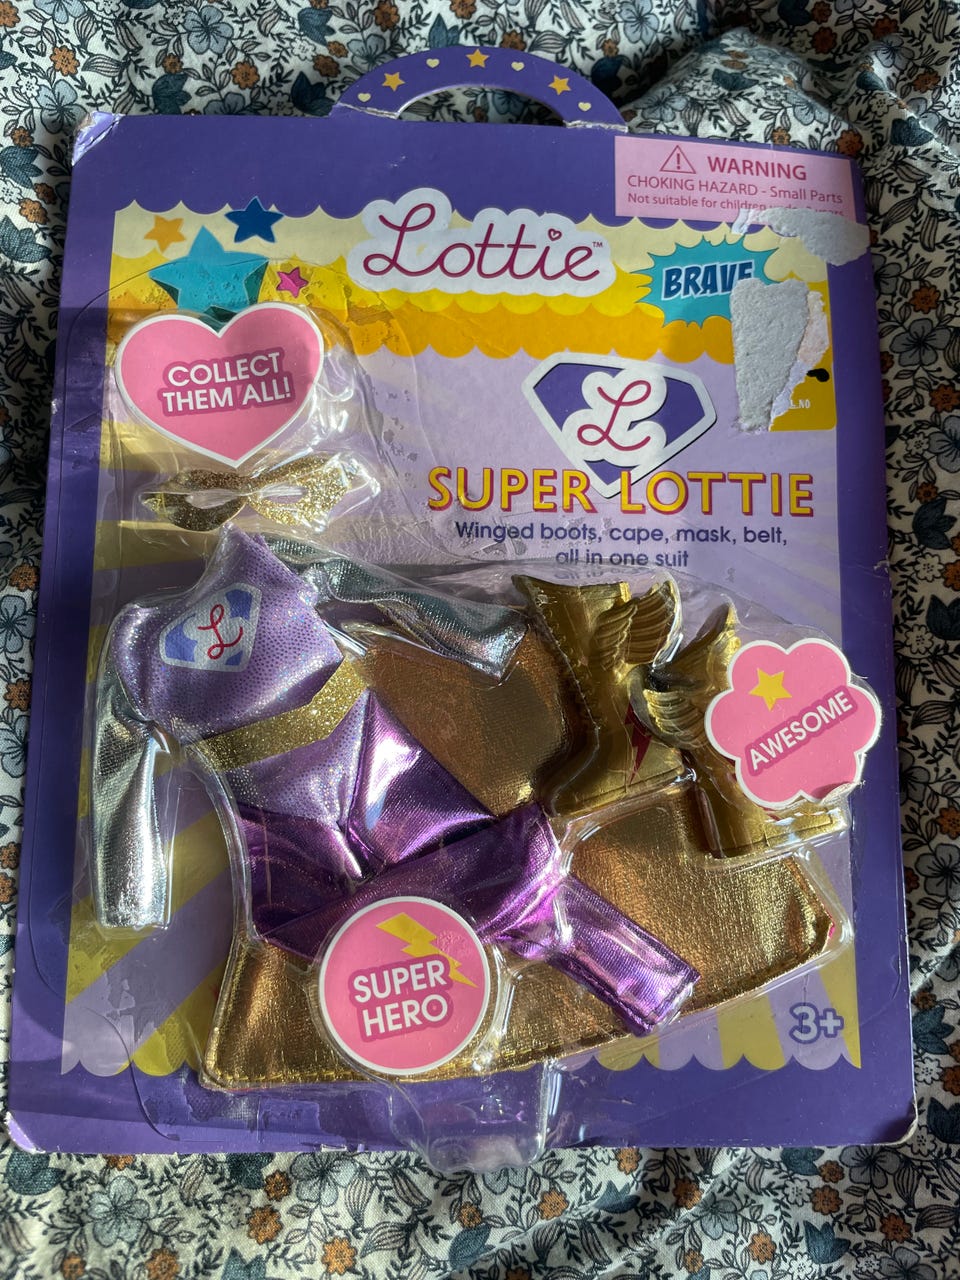 WARNING
CHOKING HAZARD - Small Parts
Not suitable for children
Lottie™
BRAVE
COLLECT
THEM ALL!
L
SUPER LOTTIE
Winged boots, cape, mask, belt,
all in one suit
L
AWESOME
SUPER
HERO
3+